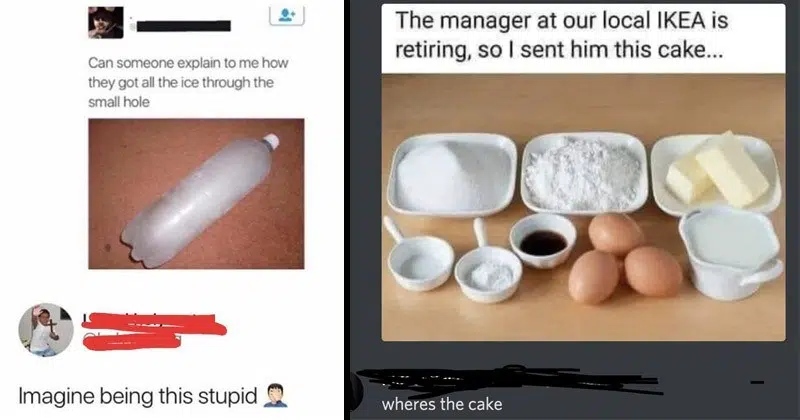 Can someone explain to me how
they got all the ice through the
small hole
Imagine being this stupid 🤦🏻‍♂️
The manager at our local IKEA is
retiring, so I sent him this cake...
wheres the cake